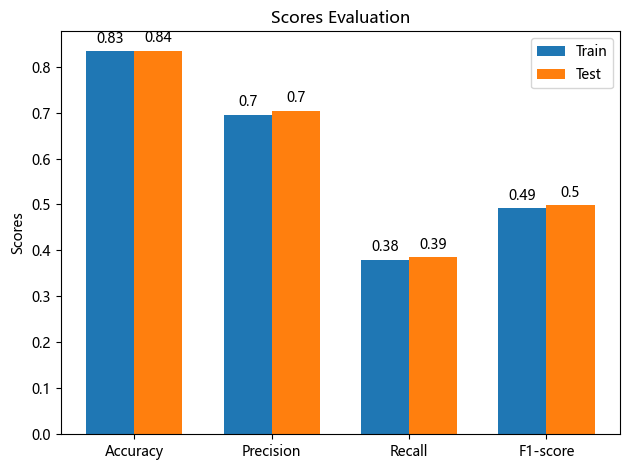 Scores Evaluation
0.83
0.84
0.7
0.7
0.38
0.39
0.49
0.5
Train
Test
Scores
0.8
0.7
0.6
0.5
0.4
0.3
0.2
0.1
0.0
Accuracy
Precision
Recall
F1-score